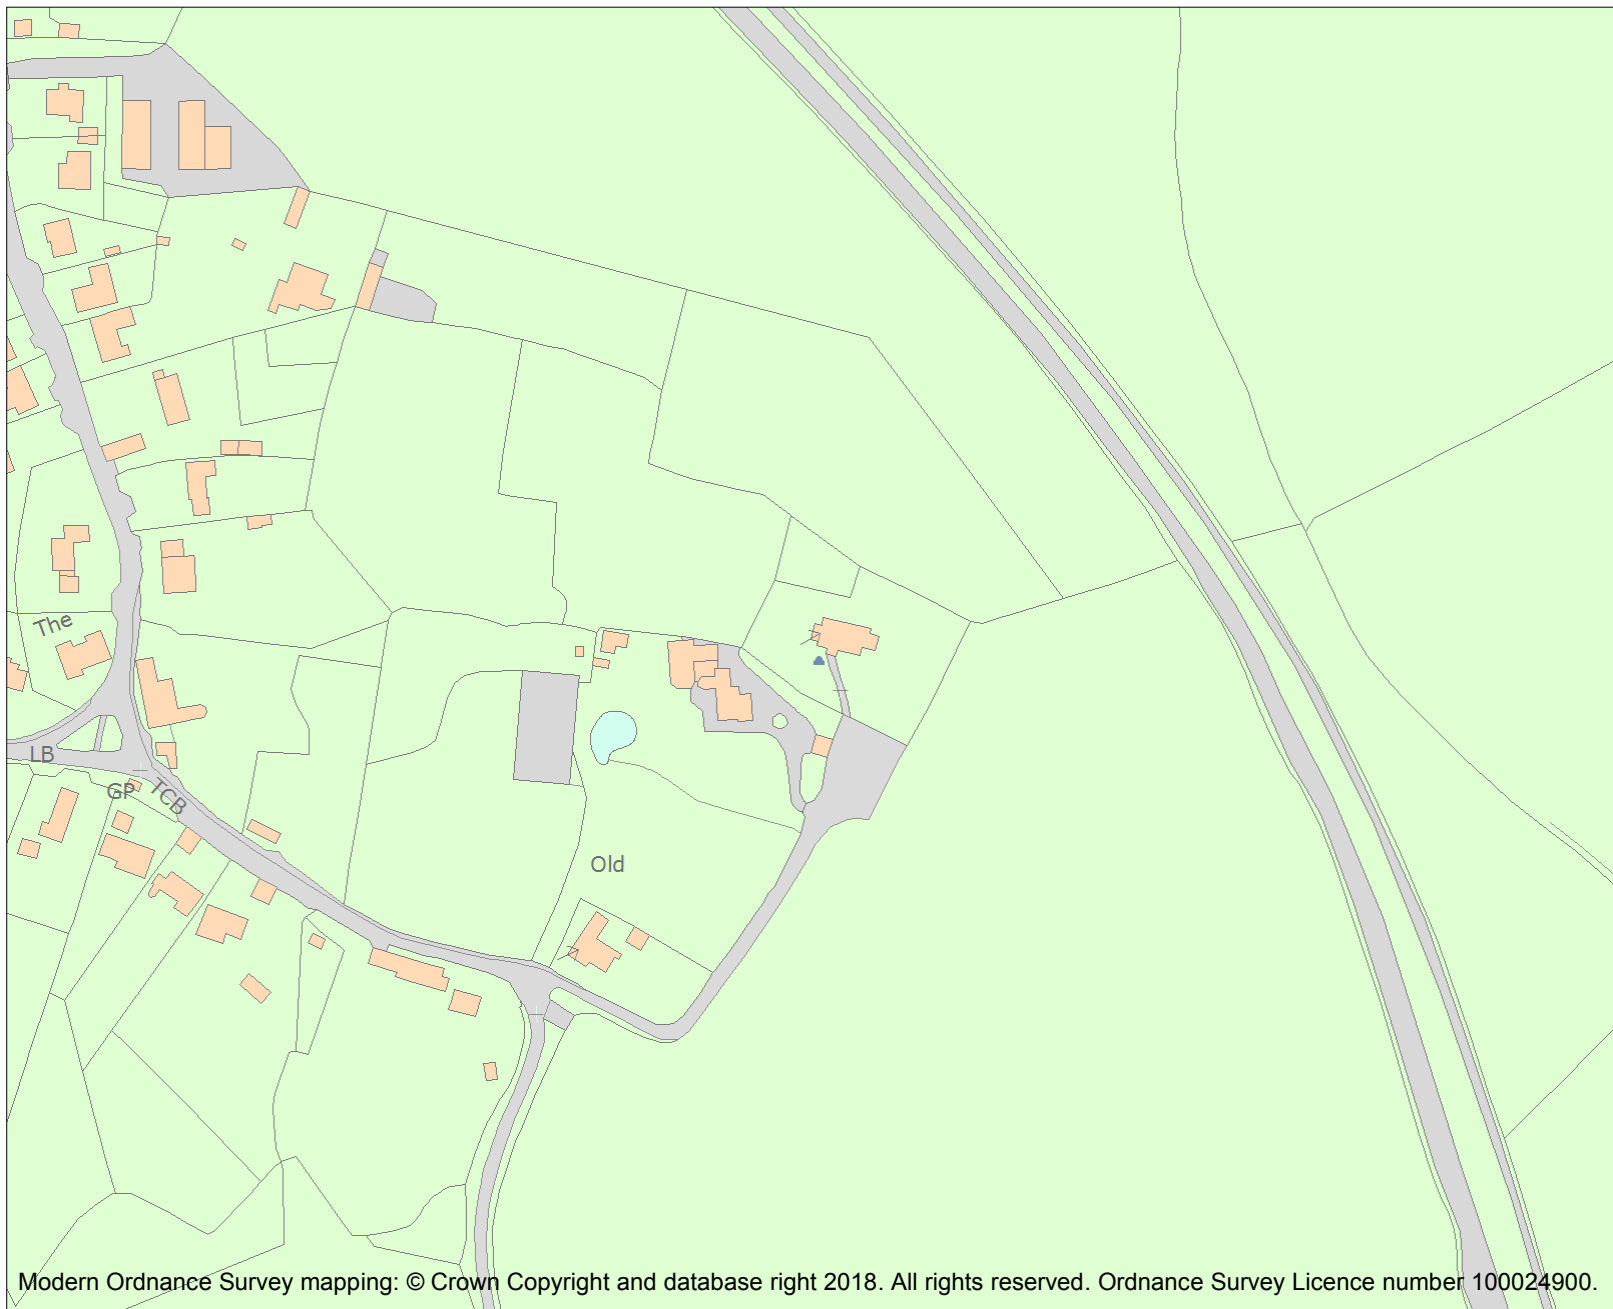 The
LB
GP
TCB
Old
Modern Ordnance Survey mapping: © Crown Copyright and database right 2018. All rights reserved. Ordnance Survey Licence number 100024900.